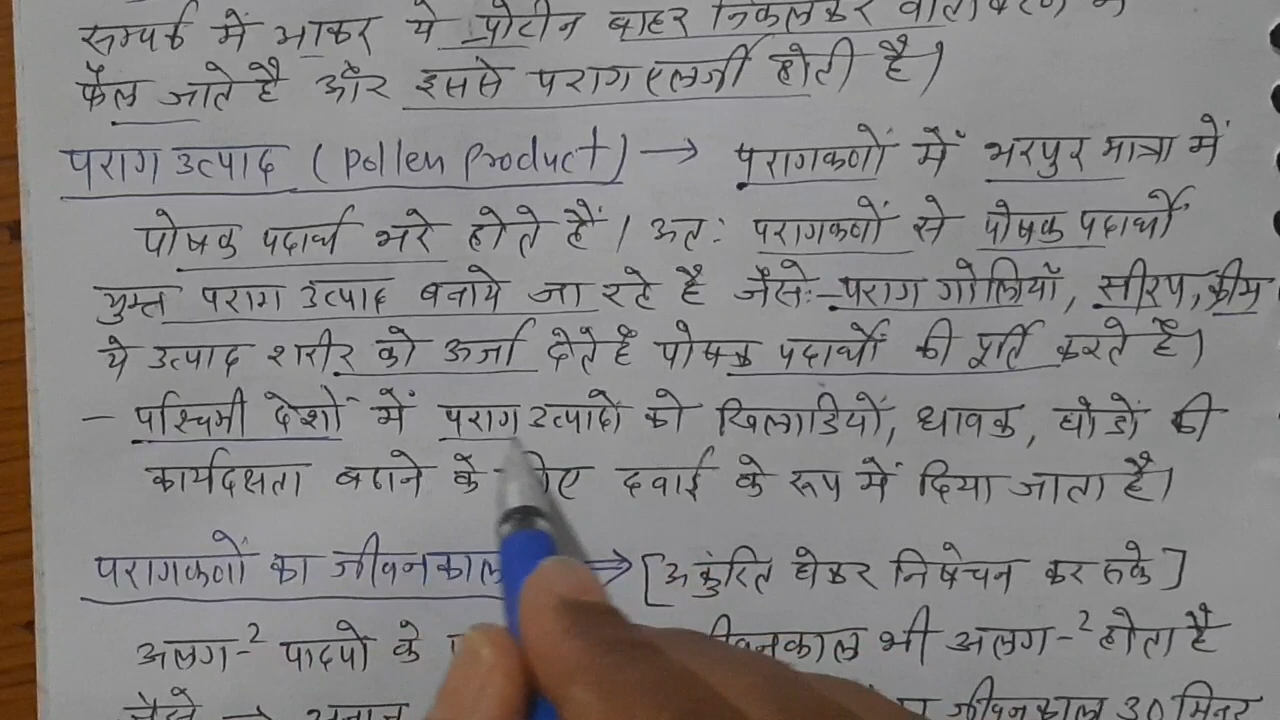 सम्पर्क में आकर ये प्रोटीन बाहर निकलकर वातावरण में
फैल जाते है और इससे पराग एलर्जी होती है।
पराग उत्पाद (Pollen Product) → परागकणों में भरपुर मात्रा में
पोषक पदार्थ भरे होते हैं। अतः परागकणों से पोषक पदार्थों
युक्त पराग उत्पाद बनाये जा रहे है जैसेः- पराग गोलियाँ, सीरप, क्रीम
ये उत्पाद शरीर को ऊर्जा देते है पोषक पदार्थों की पूर्ति करते है।
- पश्चिमी देशों में पराग उत्पादों को खिलाडियों, धावक, घोडों की
कार्यदक्षता बढाने के लिए दवाई के रूप में दिया जाता है।
परागकणों का जीवनकाल ⇒ [अकुंरित होकर निषेचन कर सके]
अलग-2 पादपो के जीवनकाल भी अलग-2 होता है
जैसे → अनाज जीवनकाल 30 मिनट